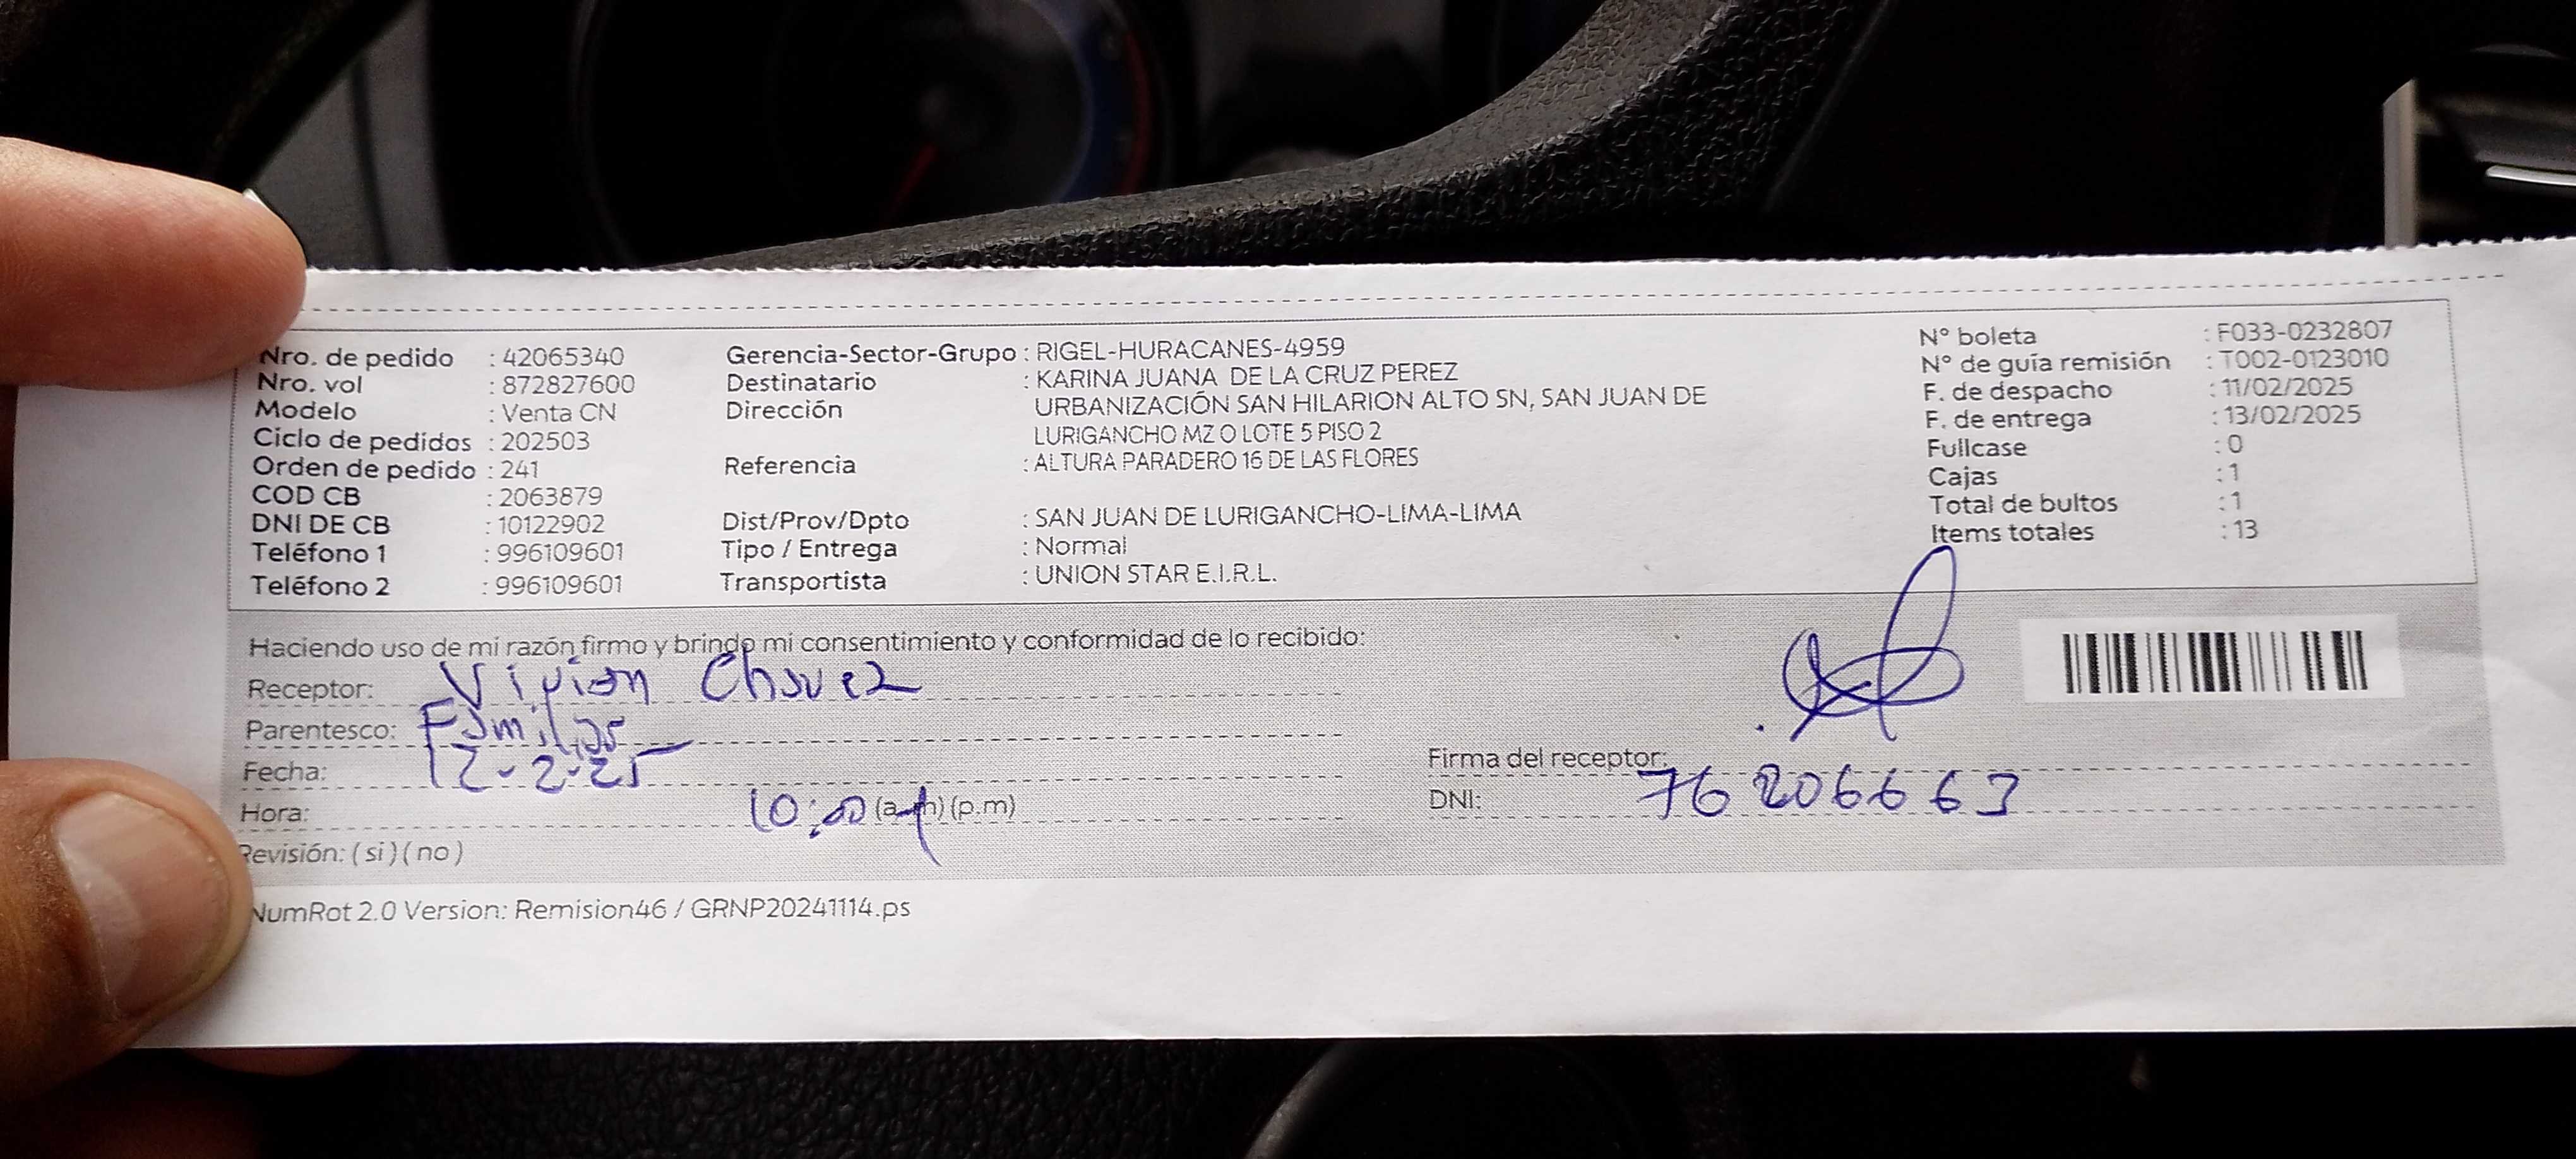 Nro. de pedido : 42065340
Nro. vol : 872827600
Modelo : Venta CN
Ciclo de pedidos : 202503
Orden de pedido : 241
COD CB : 2063879
DNI DE CB : 10122902
Teléfono 1 : 996109601
Teléfono 2 : 996109601
Gerencia-Sector-Grupo : RIGEL-HURACANES-4959
Destinatario : KARINA JUANA DE LA CRUZ PEREZ
Dirección URBANIZACIÓN SAN HILARION ALTO SN, SAN JUAN DE
LURIGANCHO MZ O LOTE 5 PISO 2
Referencia : ALTURA PARADERO 16 DE LAS FLORES
Dist/Prov/Dpto : SAN JUAN DE LURIGANCHO-LIMA-LIMA
Tipo / Entrega : Normal
Transportista : UNION STAR E.I.R.L.
N° boleta : F033-0232807
N° de guía remisión : T002-0123010
F. de despacho : 11/02/2025
F. de entrega : 13/02/2025
Fullcase : 0
Cajas : 1
Total de bultos : 1
Items totales : 13
Haciendo uso de mi razón firmo y brindo mi consentimiento y conformidad de lo recibido:
Receptor: Vivian Chavez
Parentesco: Familiar
Fecha: 12-2-25
Hora: 10:00 (a.m) (p.m)
Revisión: ( si ) ( no )
Firma del receptor:
DNI: 76206663
NumRot 2.0 Version: Remision46 / GRNP20241114.ps